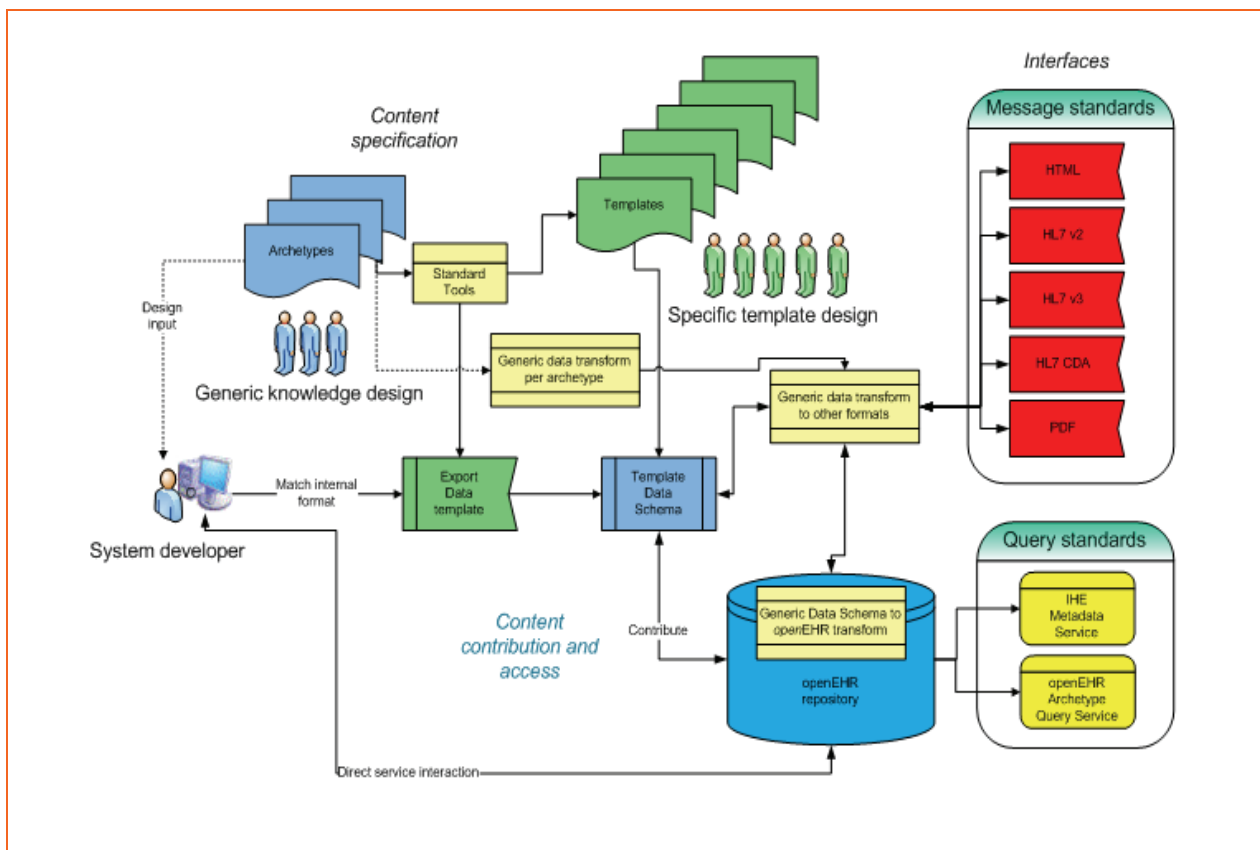 Interfaces
Message standards
Content
specification
HTML
Templates
HL7 v2
Archetypes
Standard
Tools
Design
input
HL7 v3
Specific template design
Generic data transform
per archetype
HL7 CDA
Generic knowledge design
Generic data transform
to other formats
PDF
Match internal
format
Export
Data
template
Template
Data
Schema
System developer
Query standards
Content
contribution and
access
Contribute
Generic Data Schema to
openEHR transform
IHE
Metadata
Service
openEHR
repository
openEHR
Archetype
Query Service
Direct service interaction